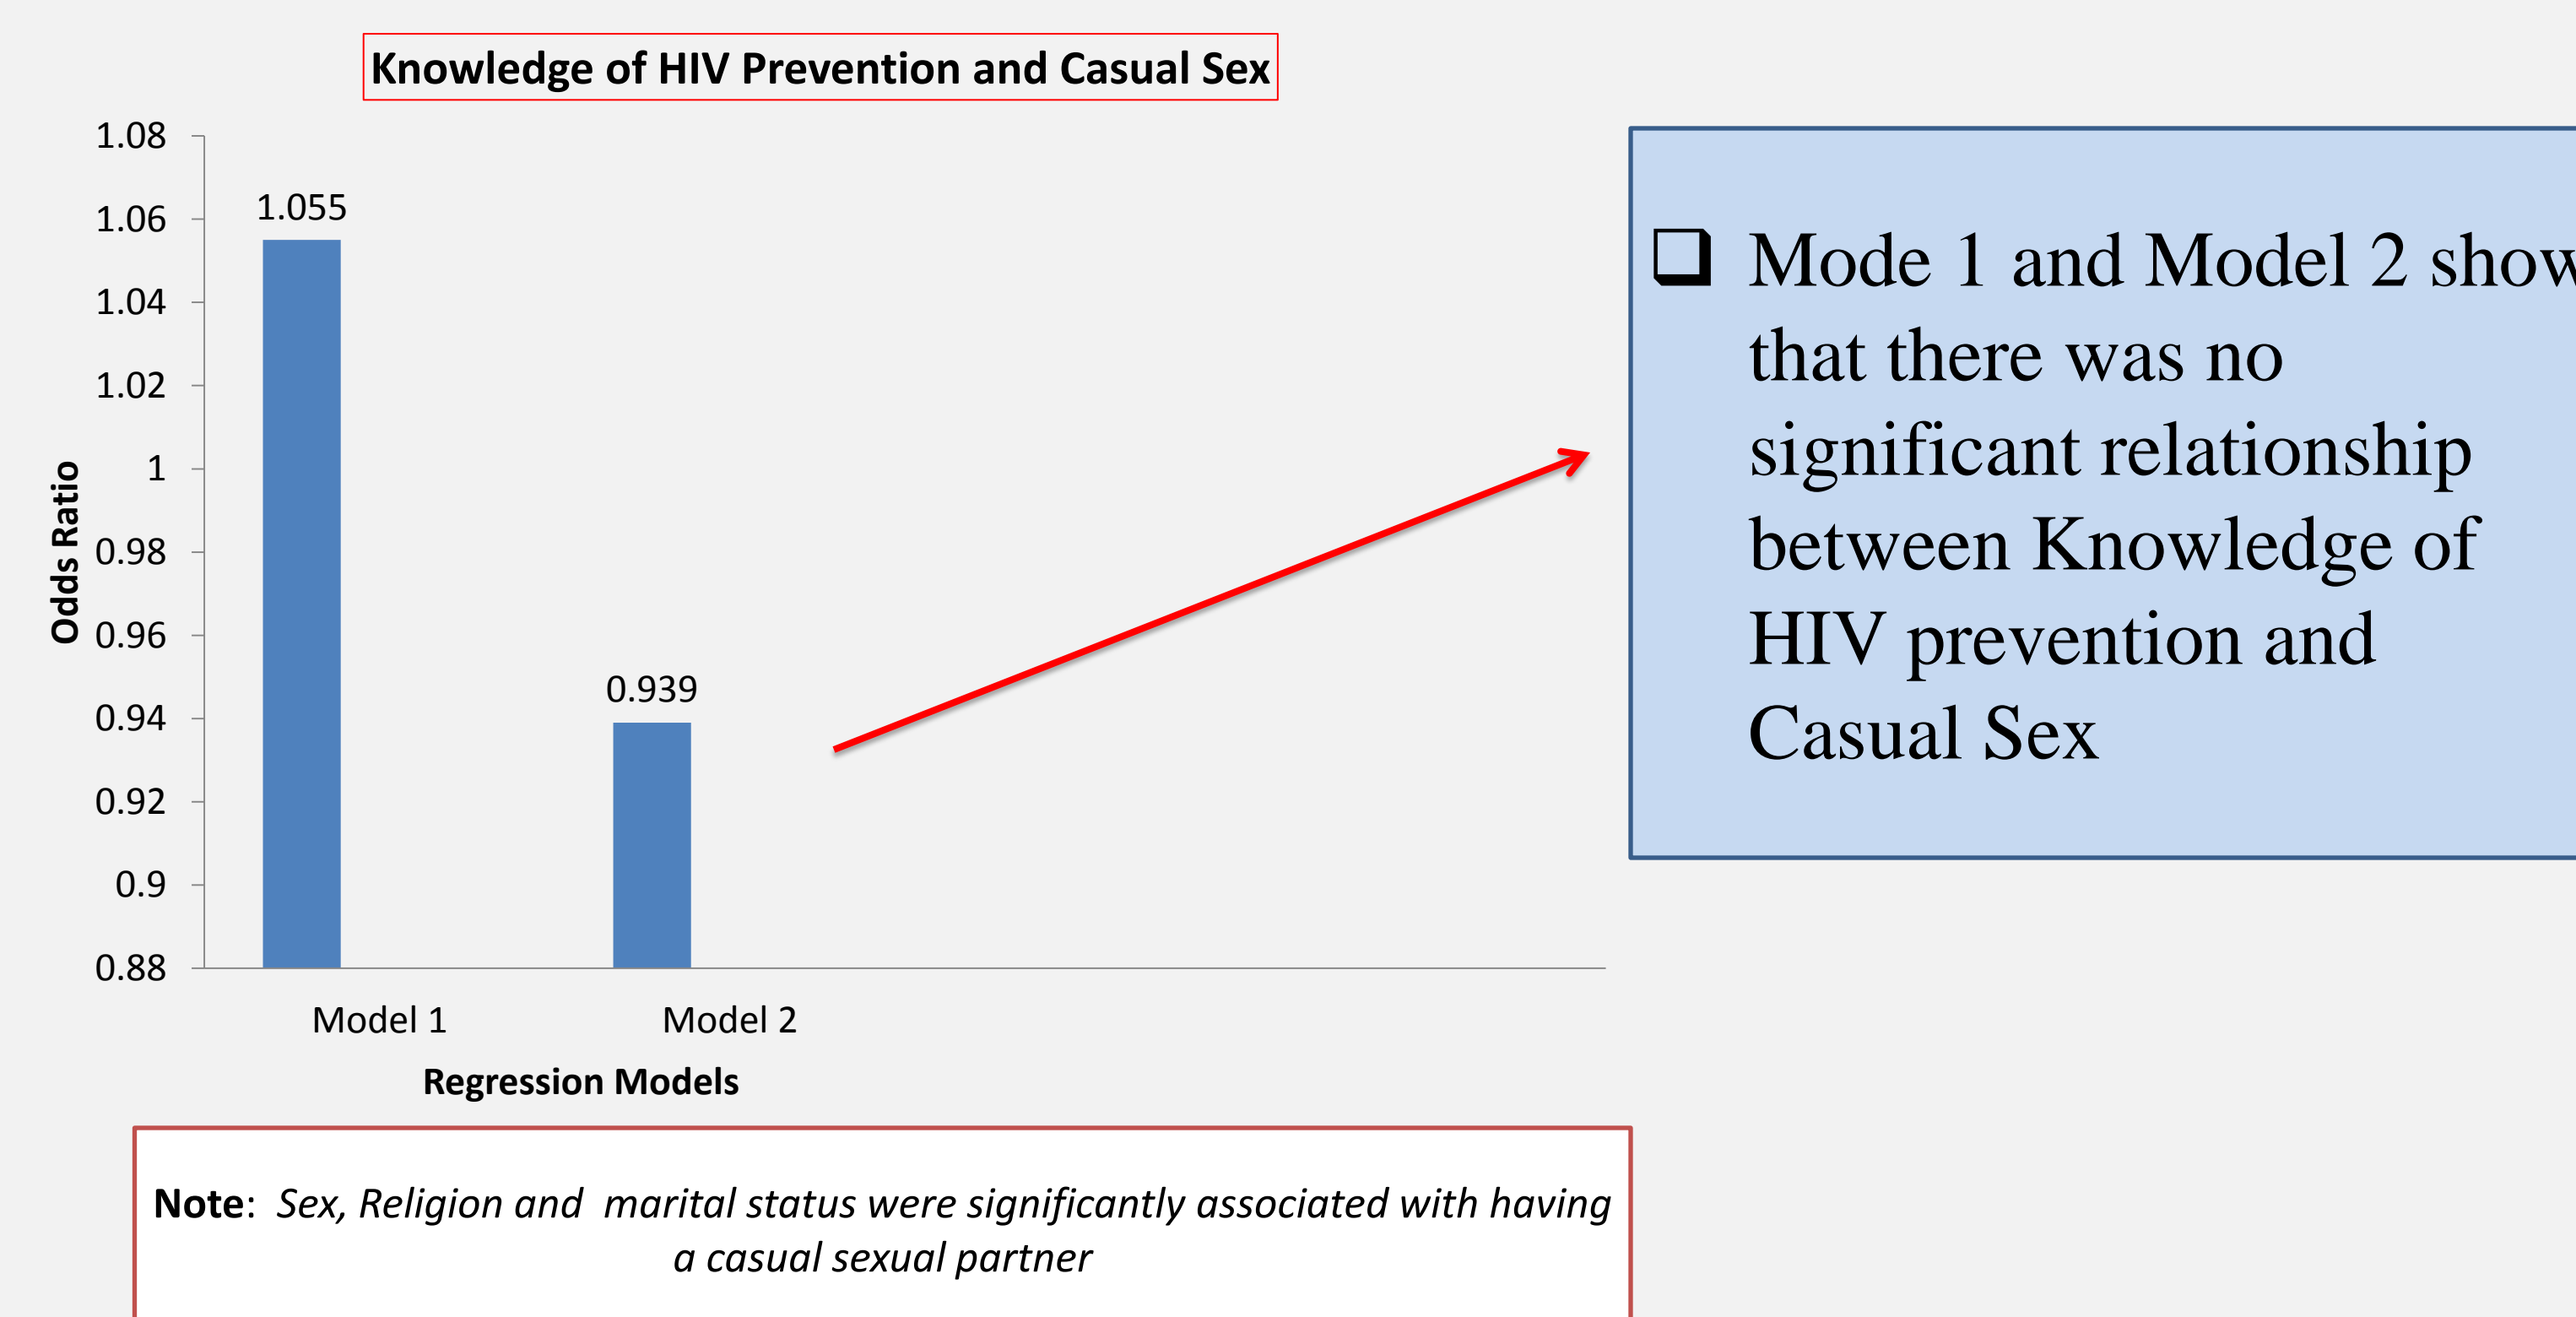 Knowledge of HIV Prevention and Casual Sex
1.08
1.06
1.04
1.02
1
0.98
0.96
0.94
0.92
0.9
0.88
Odds Ratio
1.055
0.939
Model 1
Model 2
Regression Models
Mode 1 and Model 2 show
that there was no
significant relationship
between Knowledge of
HIV prevention and
Casual Sex
Note: Sex, Religion and marital status were significantly associated with having
a casual sexual partner